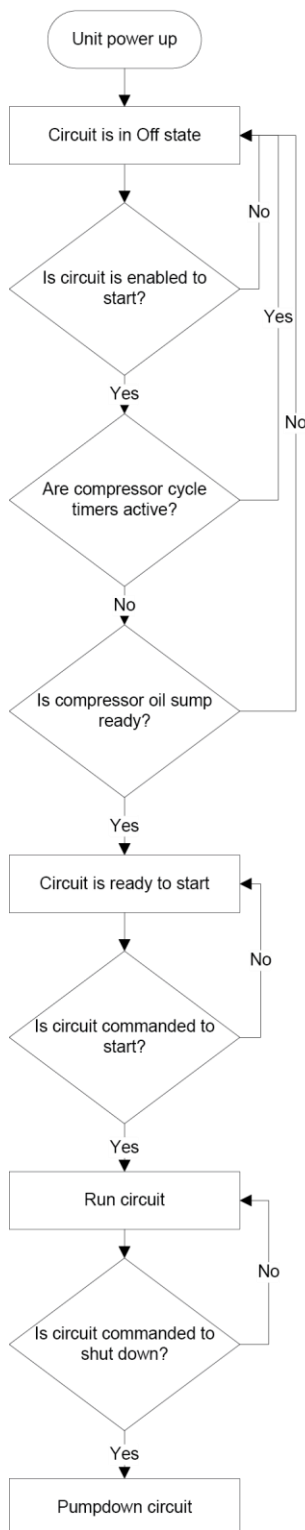 Unit power up
Circuit is in Off state
No
Is circuit is enabled to
start?
Yes
Yes
No
Are compressor cycle
timers active?
No
Is compressor oil sump
ready?
Yes
Circuit is ready to start
No
Is circuit commanded to
start?
Yes
Run circuit
No
Is circuit commanded to
shut down?
Yes
Pumpdown circuit